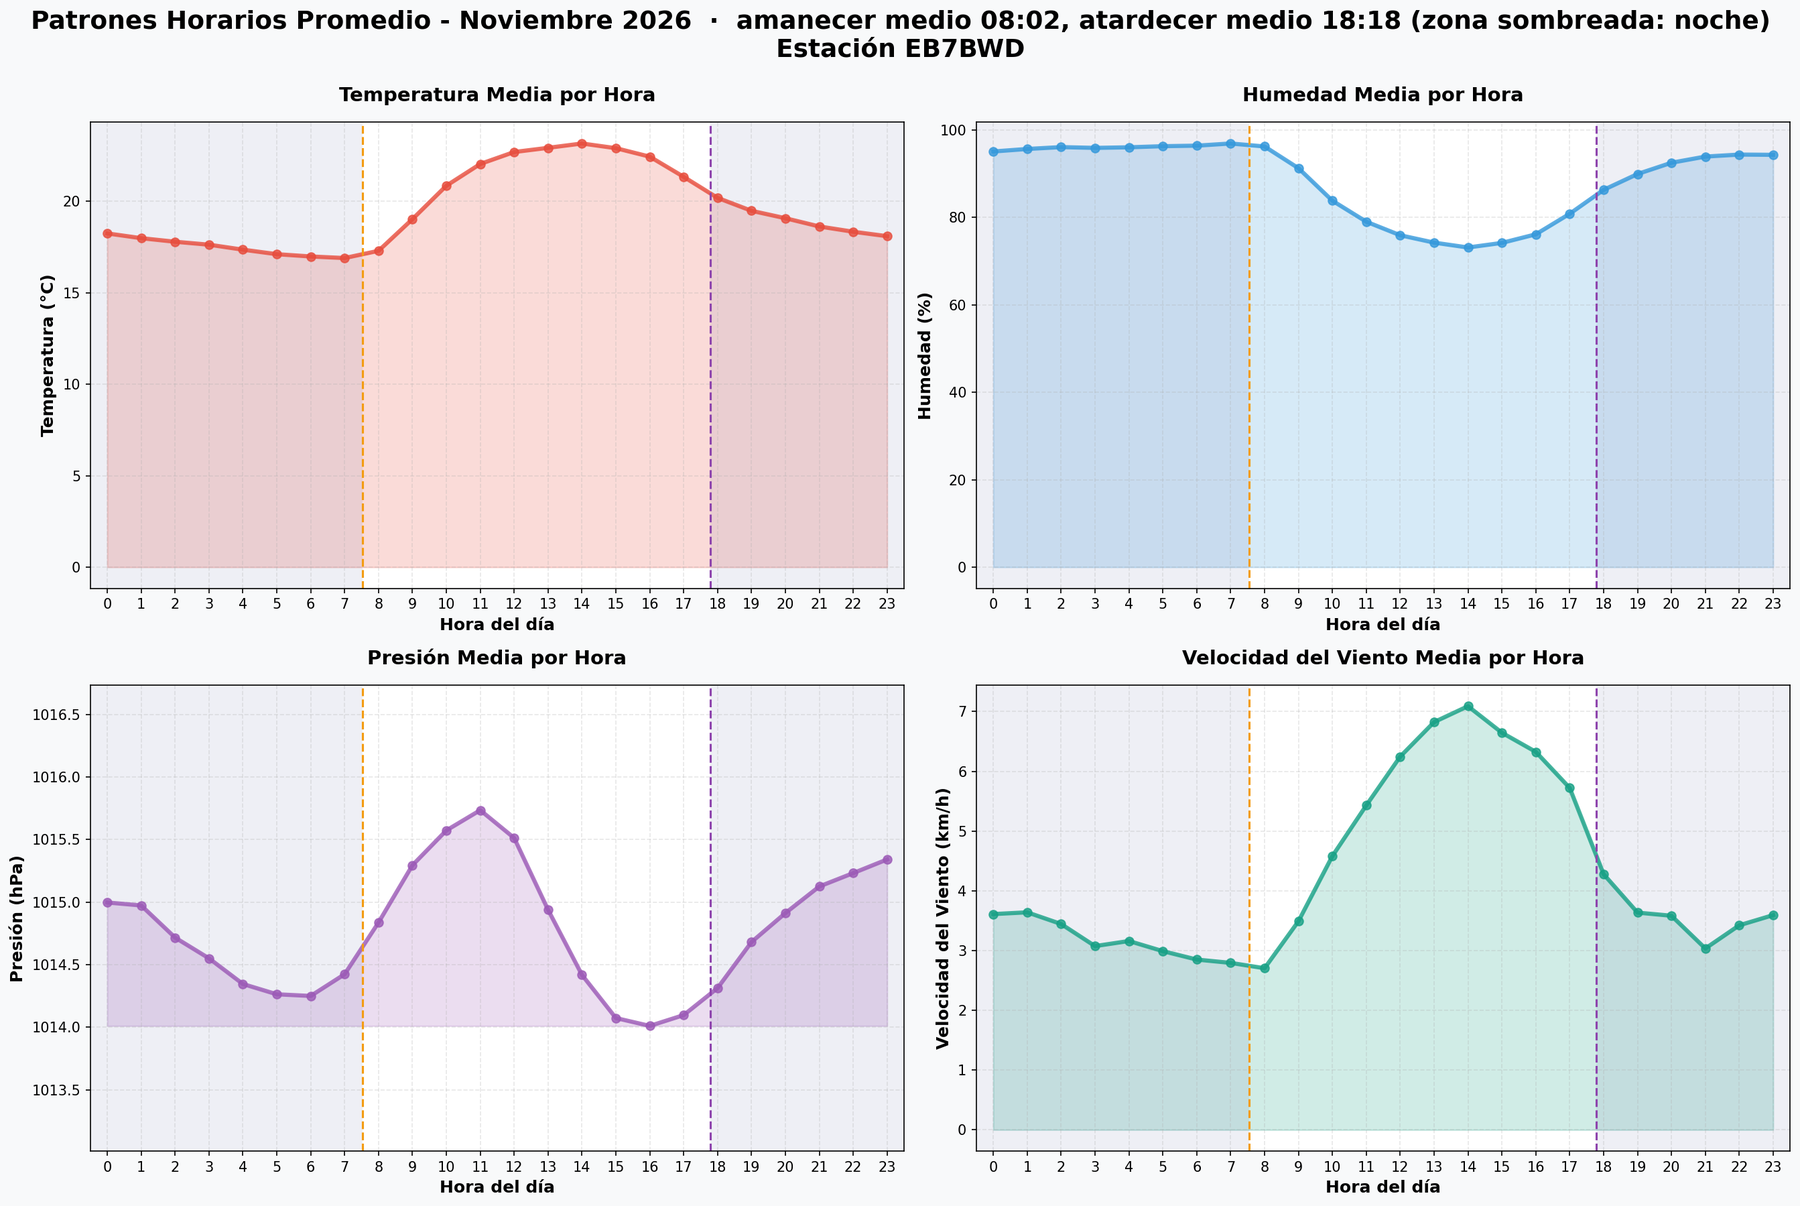 Patrones Horarios Promedio - Noviembre 2026  ·  amanecer medio 08:02, atardecer medio 18:18 (zona sombreada: noche)
Estación EB7BWD
Temperatura Media por Hora
Temperatura (°C)
20
15
10
5
0
0 1 2 3 4 5 6 7 8 9 10 11 12 13 14 15 16 17 18 19 20 21 22 23
Hora del día
Humedad Media por Hora
Humedad (%)
100
80
60
40
20
0
0 1 2 3 4 5 6 7 8 9 10 11 12 13 14 15 16 17 18 19 20 21 22 23
Hora del día
Presión Media por Hora
Presión (hPa)
1016.5
1016.0
1015.5
1015.0
1014.5
1014.0
1013.5
0 1 2 3 4 5 6 7 8 9 10 11 12 13 14 15 16 17 18 19 20 21 22 23
Hora del día
Velocidad del Viento Media por Hora
Velocidad del Viento (km/h)
7
6
5
4
3
2
1
0
0 1 2 3 4 5 6 7 8 9 10 11 12 13 14 15 16 17 18 19 20 21 22 23
Hora del día